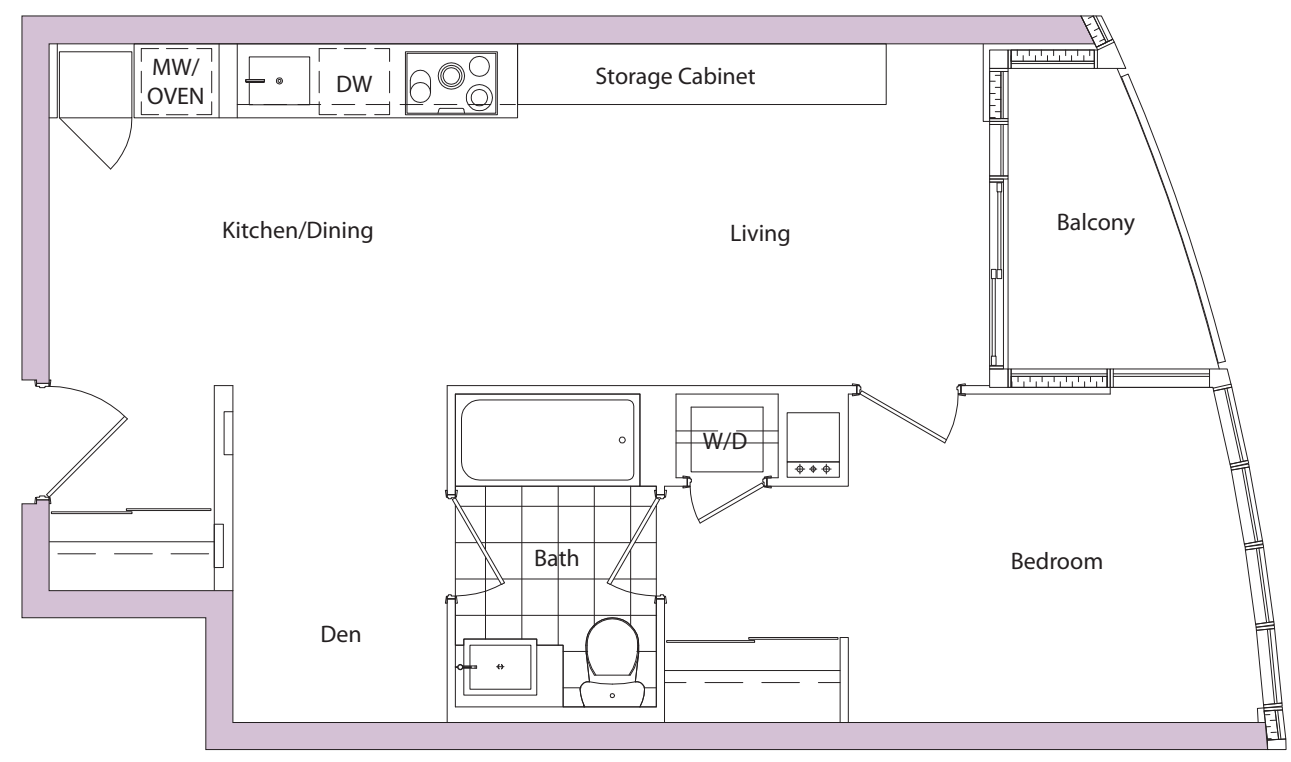 MW/
OVEN
DW
Storage Cabinet
Kitchen/Dining
Living
Balcony
W/D
Bath
Bedroom
Den